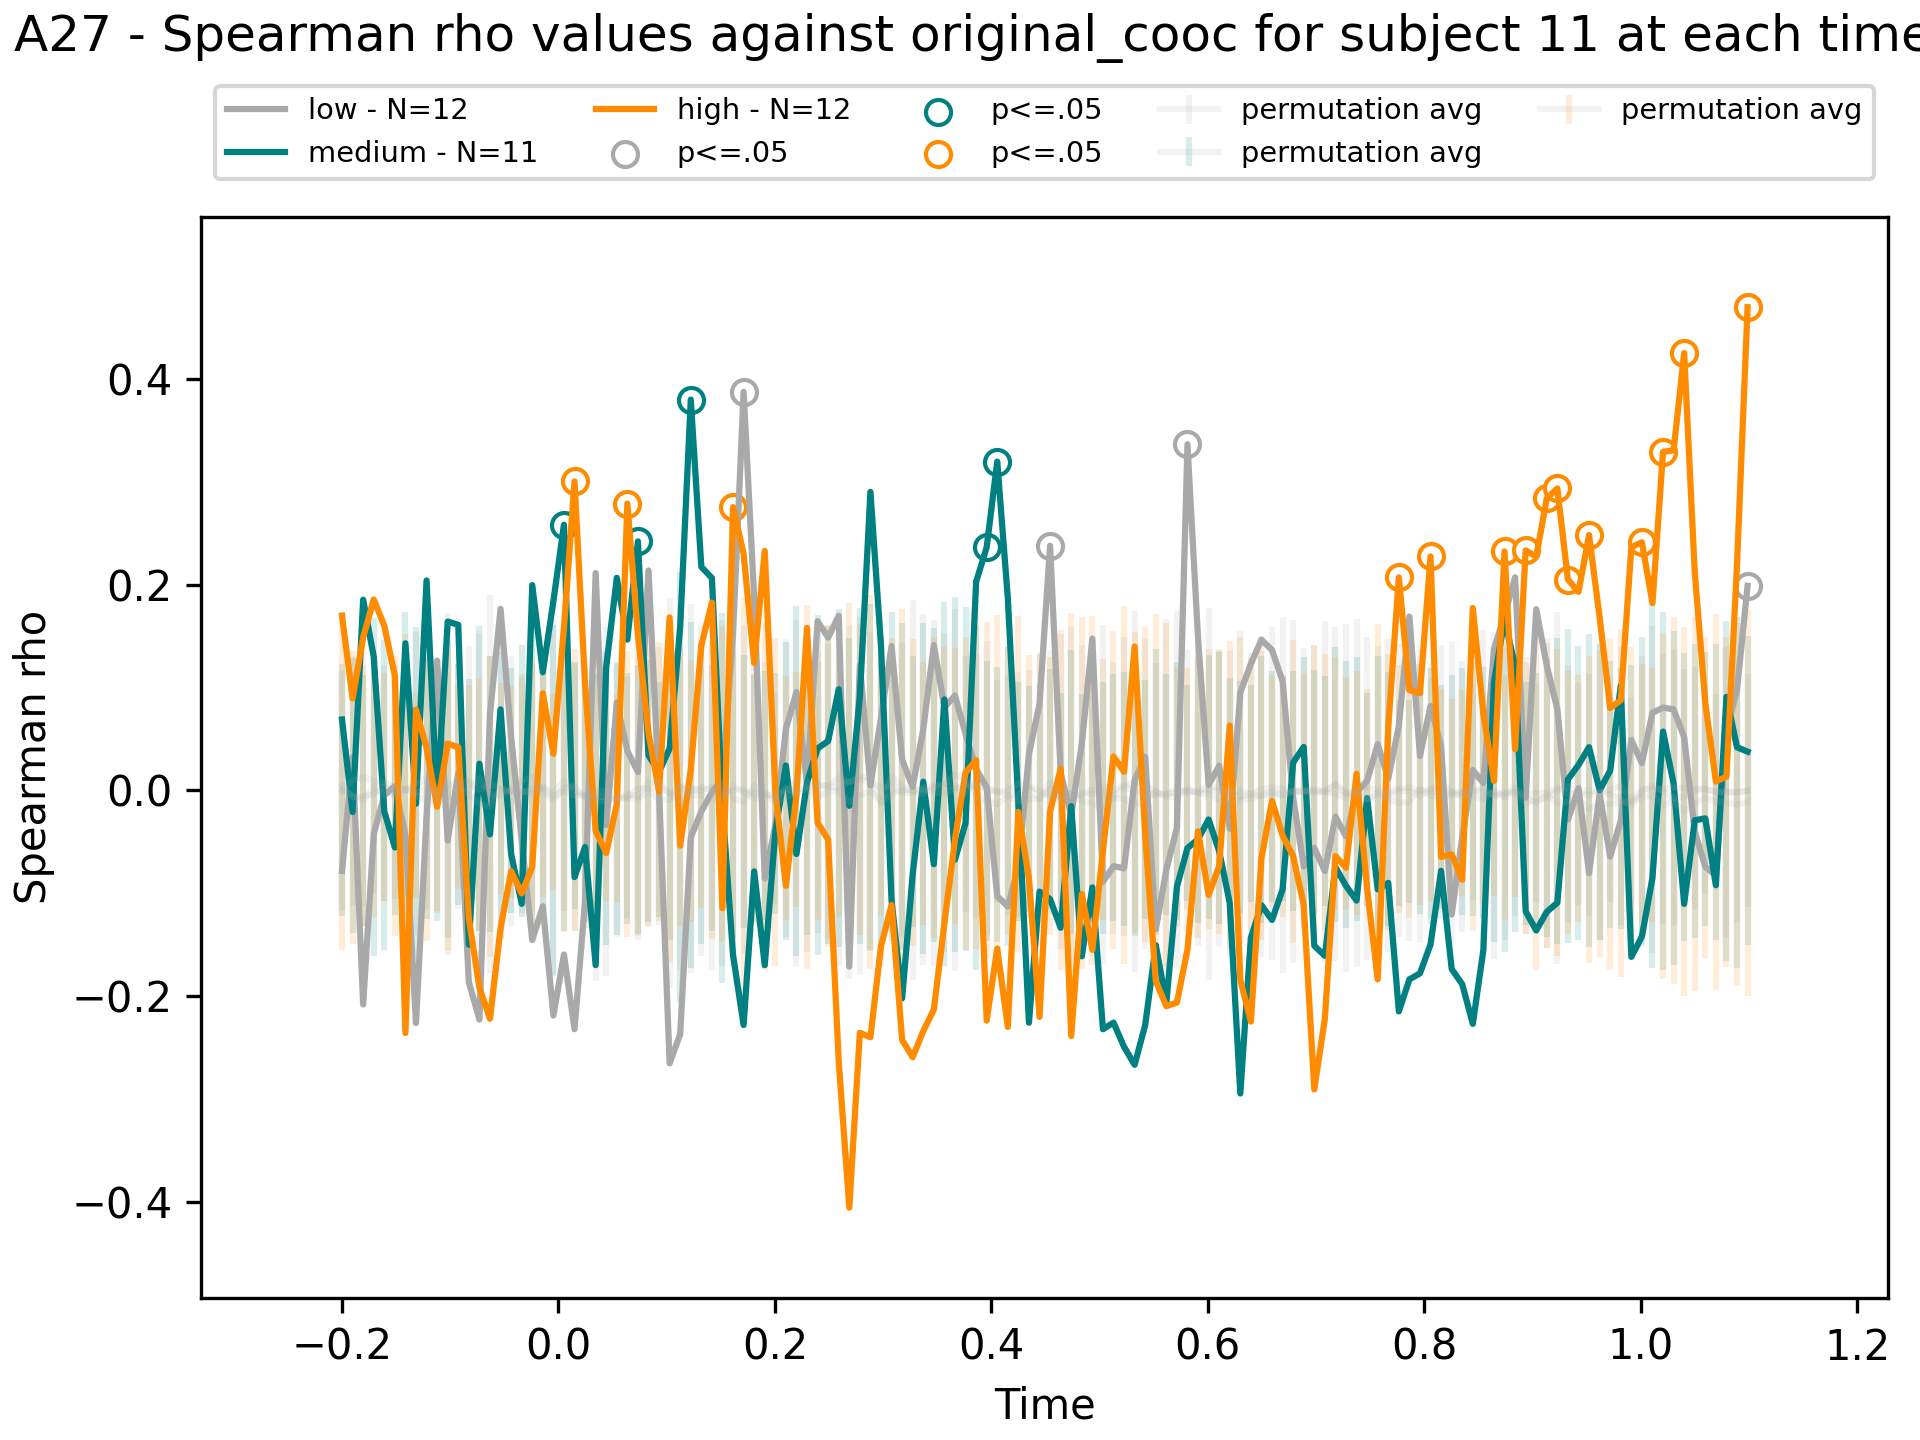 A27 - Spearman rho values against original_cooc for subject 11 at each time
low - N=12
medium - N=11
high - N=12
p<=.05
p<=.05
p<=.05
permutation avg
permutation avg
permutation avg
Spearman rho
0.4
0.2
0.0
−0.2
−0.4
−0.2 0.0 0.2 0.4 0.6 0.8 1.0 1.2
Time